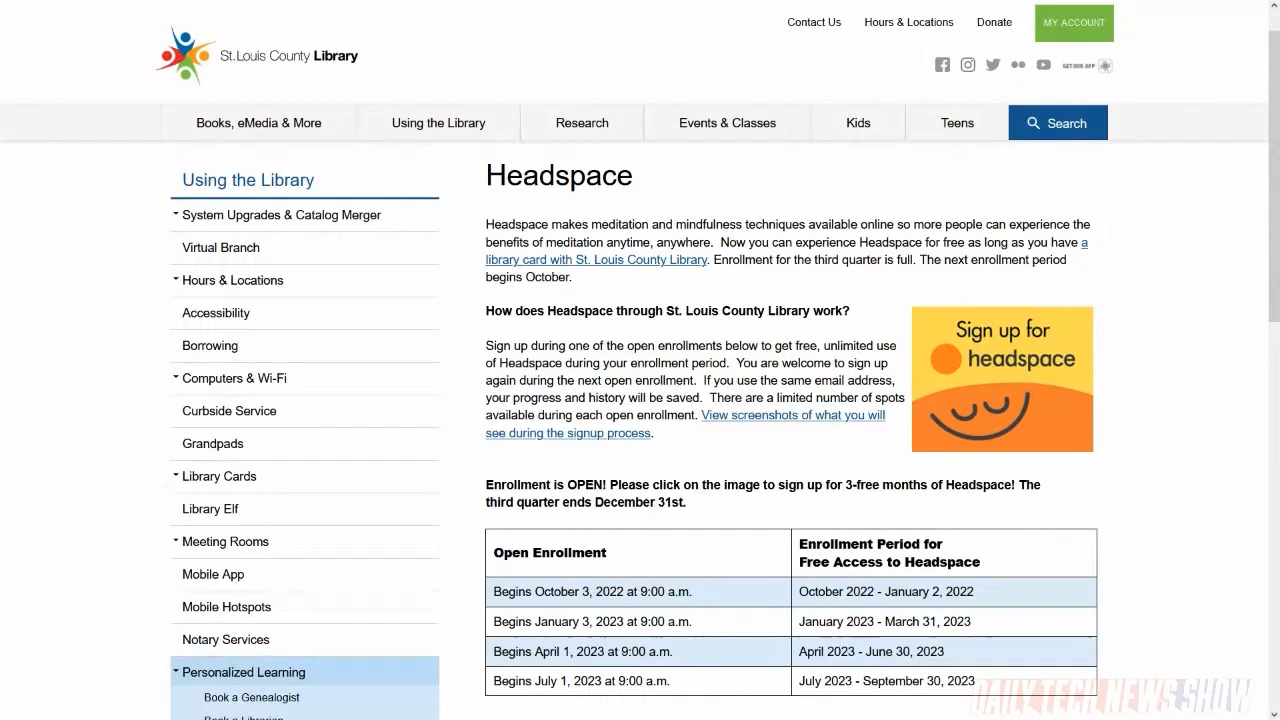 Contact Us
Hours & Locations
Donate
MY ACCOUNT
St.Louis County Library
GET OUR APP
Books, eMedia & More
Using the Library
Research
Events & Classes
Kids
Teens
Search
Using the Library
System Upgrades & Catalog Merger
Virtual Branch
Hours & Locations
Accessibility
Borrowing
Computers & Wi-Fi
Curbside Service
Grandpads
Library Cards
Library Elf
Meeting Rooms
Mobile App
Mobile Hotspots
Notary Services
Personalized Learning
Book a Genealogist
Book a Librarian
Headspace
Headspace makes meditation and mindfulness techniques available online so more people can experience the
benefits of meditation anytime, anywhere. Now you can experience Headspace for free as long as you have a
library card with St. Louis County Library. Enrollment for the third quarter is full. The next enrollment period
begins October.
How does Headspace through St. Louis County Library work?
Sign up during one of the open enrollments below to get free, unlimited use
of Headspace during your enrollment period. You are welcome to sign up
again during the next open enrollment. If you use the same email address,
your progress and history will be saved. There are a limited number of spots
available during each open enrollment. View screenshots of what you will
see during the signup process.
Sign up for
headspace
Enrollment is OPEN! Please click on the image to sign up for 3-free months of Headspace! The
third quarter ends December 31st.
Open Enrollment
Enrollment Period for
Free Access to Headspace
Begins October 3, 2022 at 9:00 a.m.
October 2022 - January 2, 2022
Begins January 3, 2023 at 9:00 a.m.
January 2023 - March 31, 2023
Begins April 1, 2023 at 9:00 a.m.
April 2023 - June 30, 2023
Begins July 1, 2023 at 9:00 a.m.
July 2023 - September 30, 2023
DAILY TECH NEWS SHOW